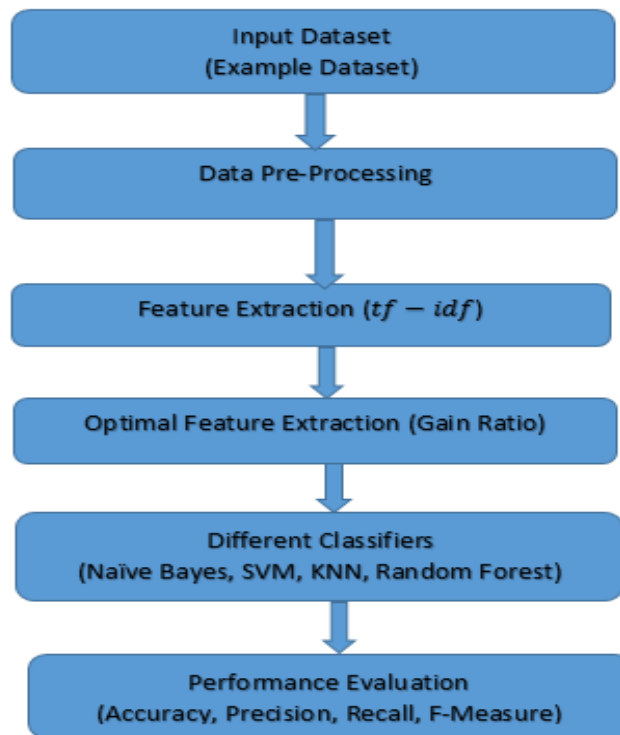 Input Dataset
(Example Dataset)
Data Pre-Processing
Feature Extraction (tf − idf)
Optimal Feature Extraction (Gain Ratio)
Different Classifiers
(Naïve Bayes, SVM, KNN, Random Forest)
Performance Evaluation
(Accuracy, Precision, Recall, F-Measure)